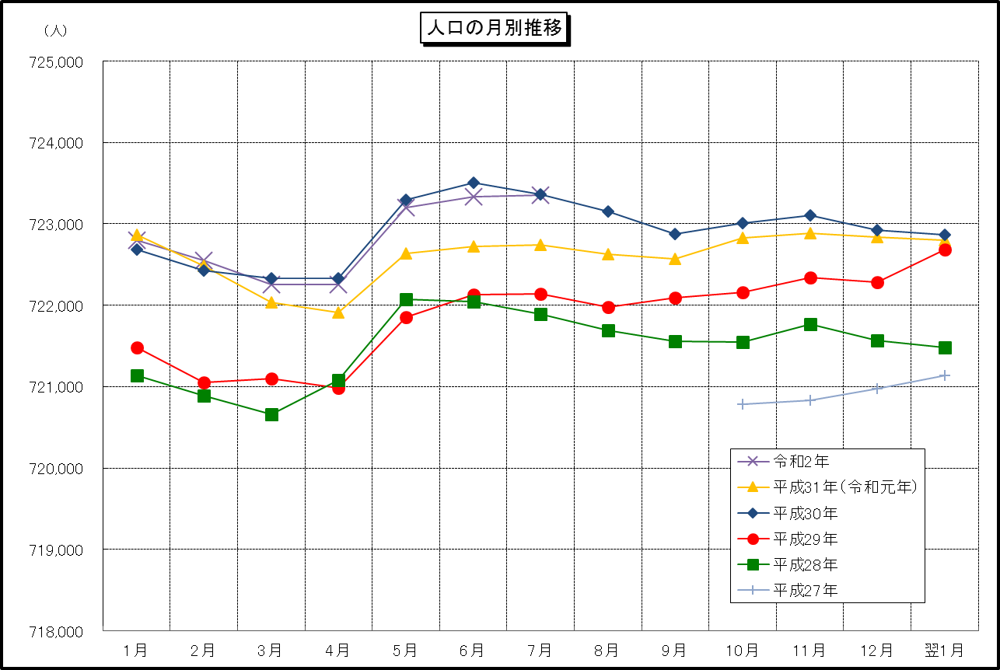 人口の月別推移
(人)
725,000
724,000
723,000
722,000
721,000
720,000
719,000
718,000
1月 2月 3月 4月 5月 6月 7月 8月 9月 10月 11月 12月 翌1月
令和2年
平成31年(令和元年)
平成30年
平成29年
平成28年
平成27年